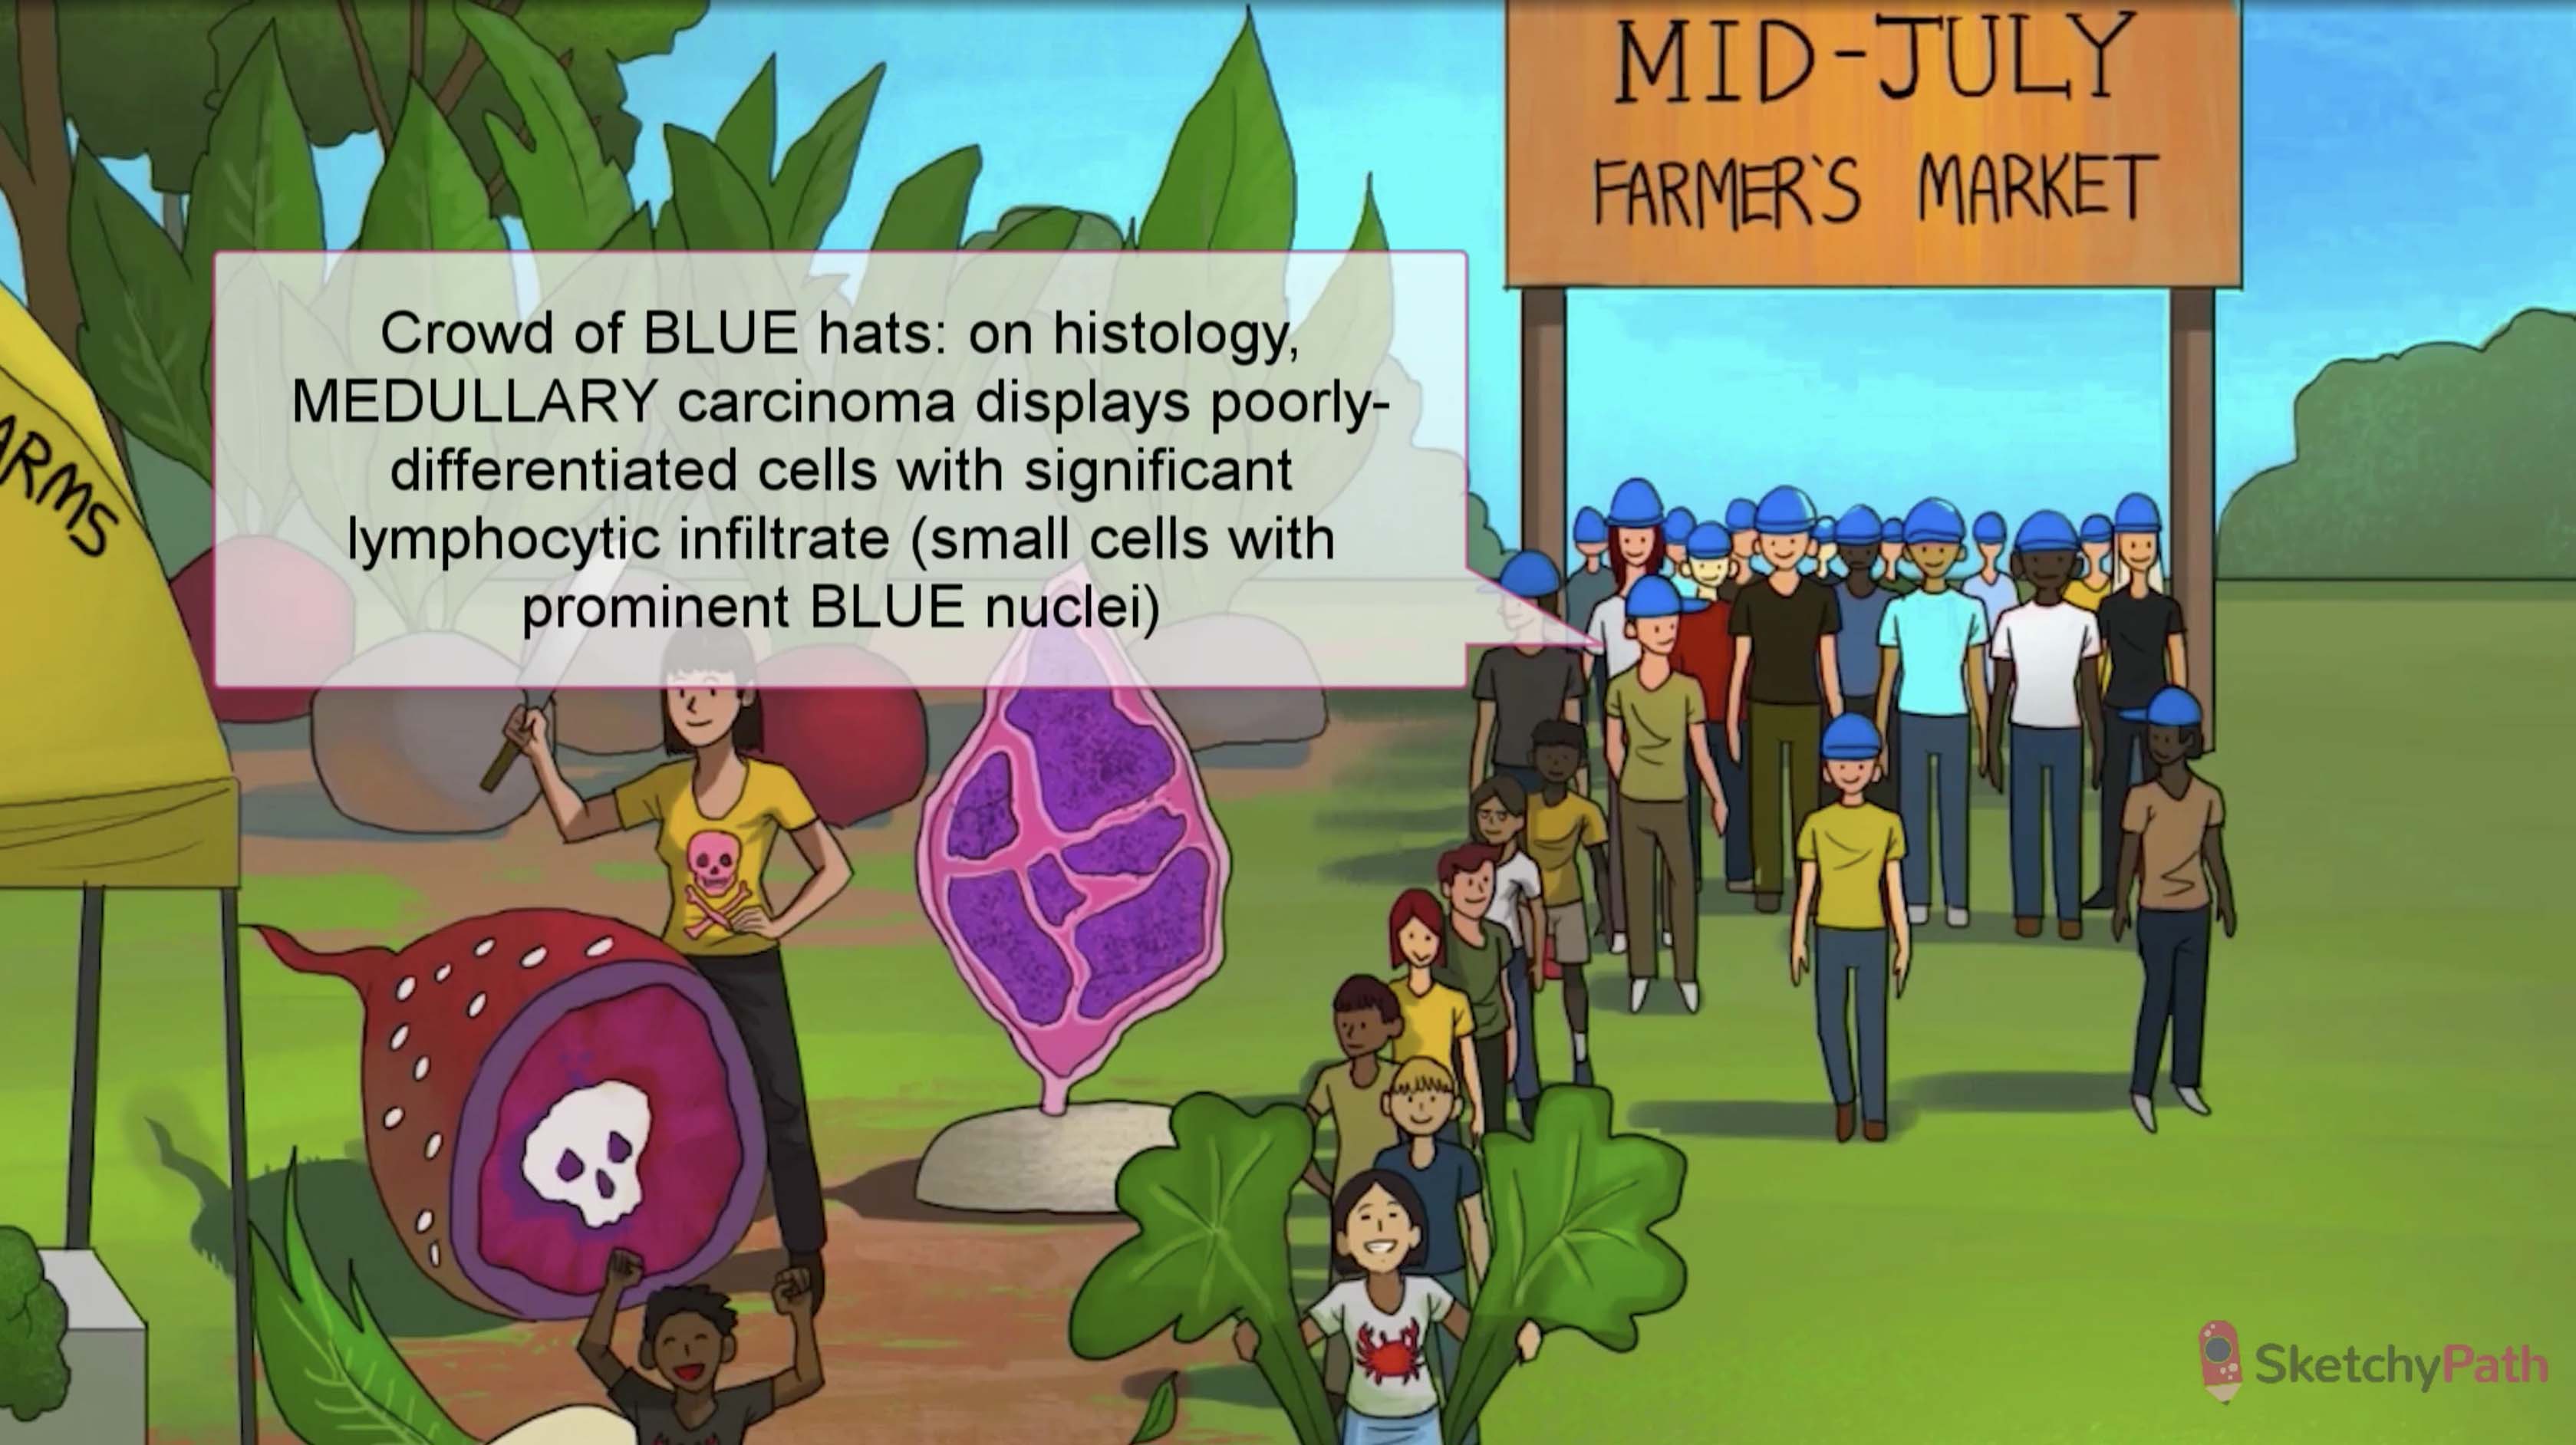 MID-JULY
FARMER'S MARKET
Crowd of BLUE hats: on histology,
MEDULLARY carcinoma displays poorly-
differentiated cells with significant
lymphocytic infiltrate (small cells with
prominent BLUE nuclei)
ARMS
SketchyPath